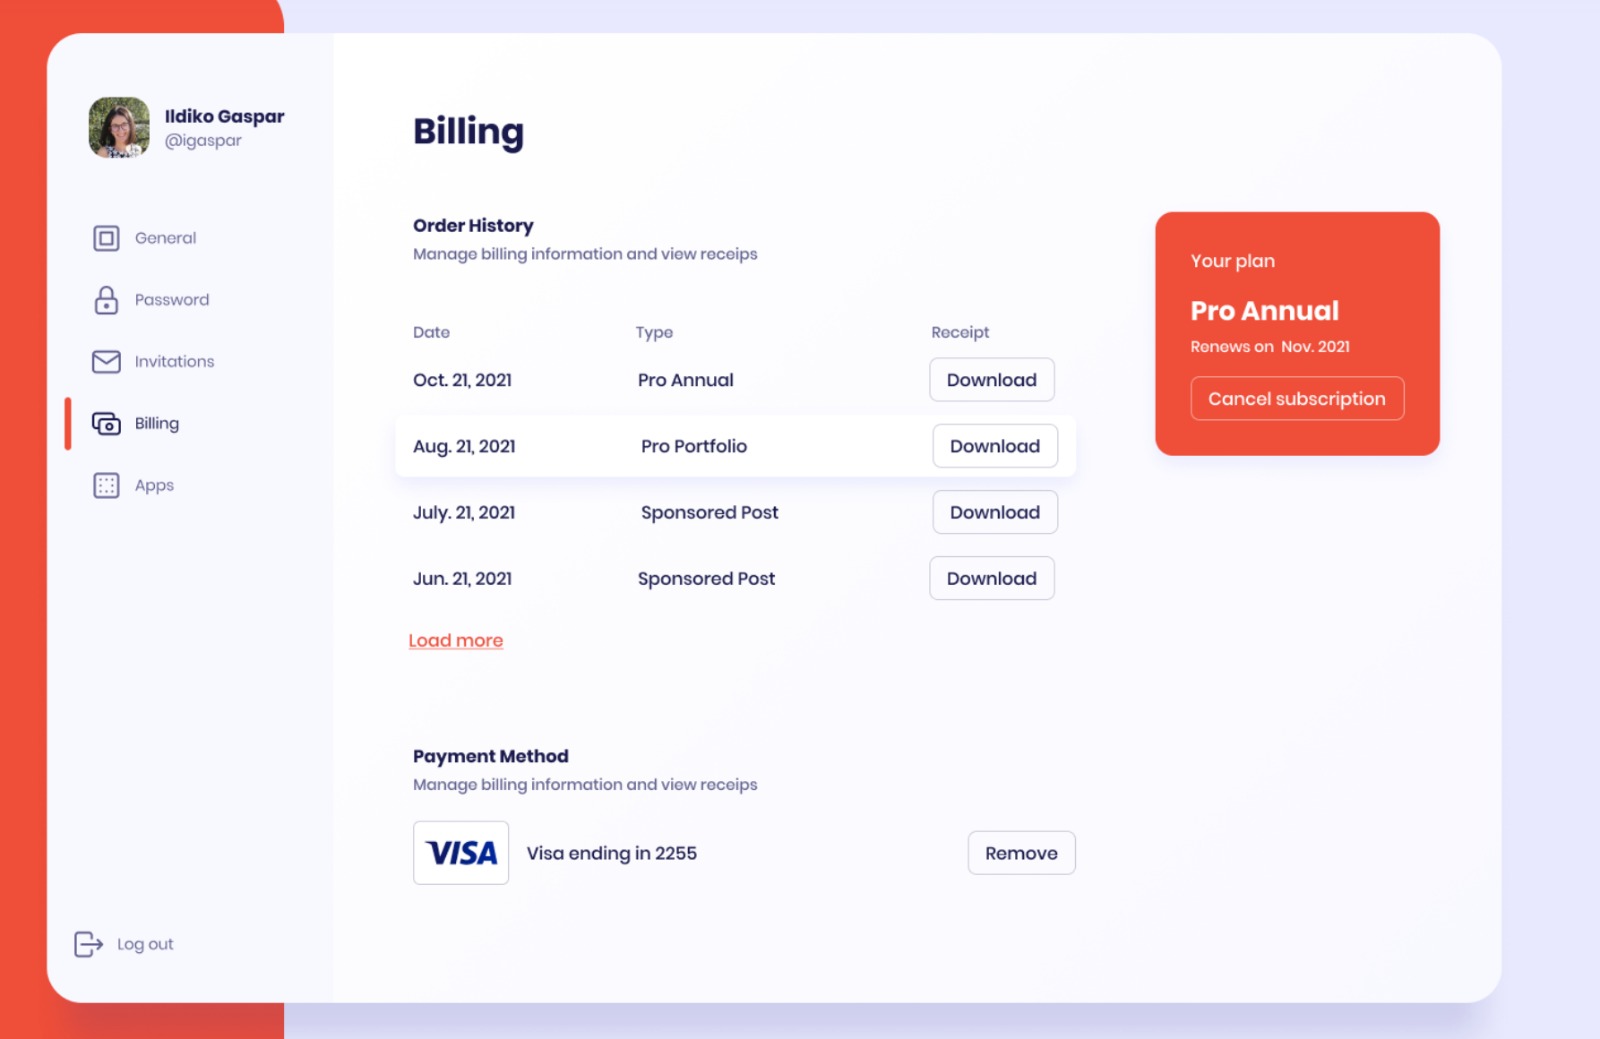 Ildiko Gaspar
@igaspar
General
Password
Invitations
Billing
Apps
Log out
Billing
Order History
Manage billing information and view receips
Date Type Receipt
Oct. 21, 2021 Pro Annual Download
Aug. 21, 2021 Pro Portfolio Download
July. 21, 2021 Sponsored Post Download
Jun. 21, 2021 Sponsored Post Download
Load more
Payment Method
Manage billing information and view receips
VISA Visa ending in 2255 Remove
Your plan
Pro Annual
Renews on Nov. 2021
Cancel subscription